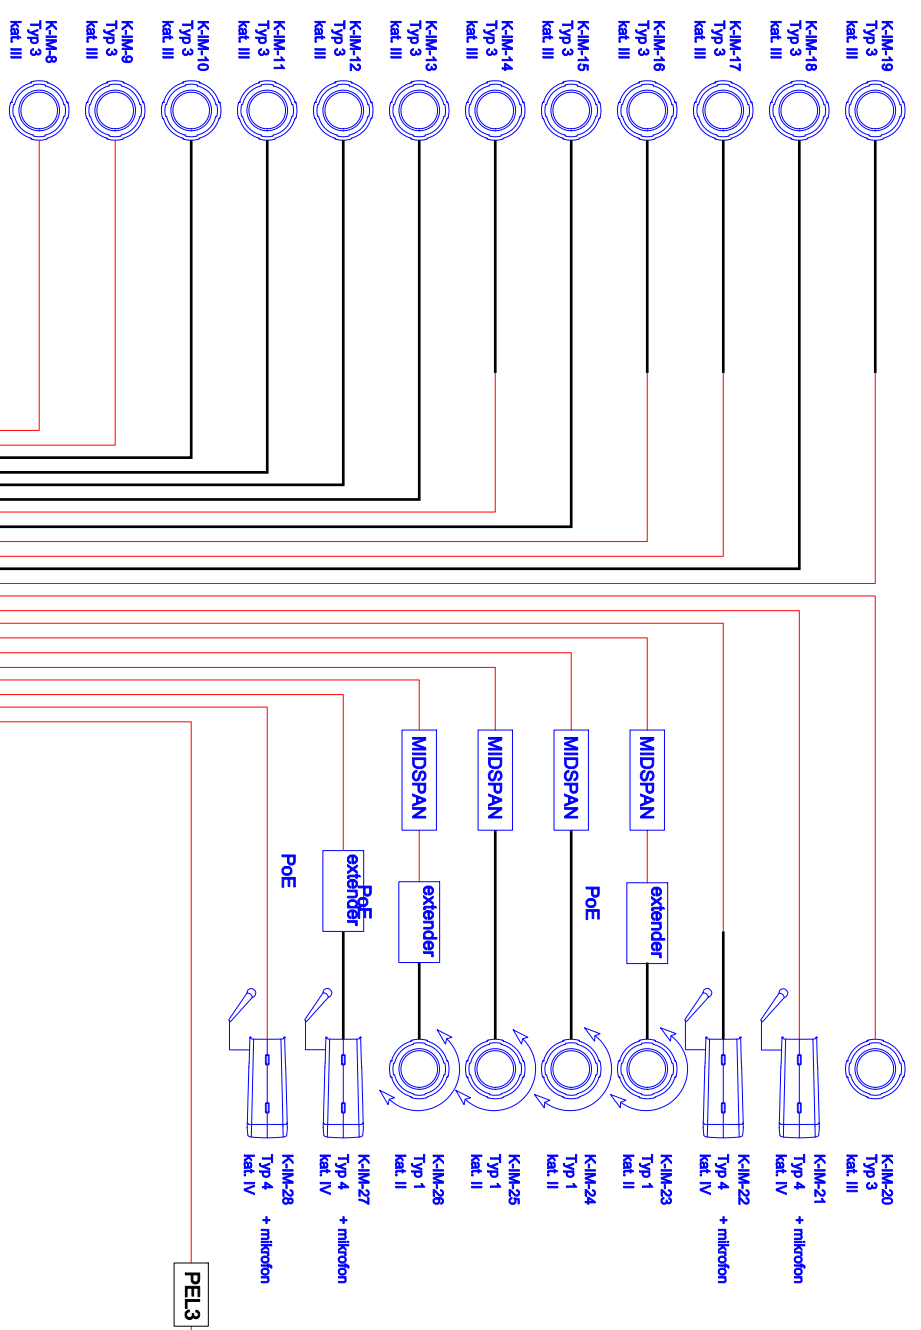 K-IM-8
Typ 3
kat. III
K-IM-9
Typ 3
kat. III
K-IM-10
Typ 3
kat. III
K-IM-11
Typ 3
kat. III
K-IM-12
Typ 3
kat. III
K-IM-13
Typ 3
kat. III
K-IM-14
Typ 3
kat. III
K-IM-15
Typ 3
kat. III
K-IM-16
Typ 3
kat. III
K-IM-17
Typ 3
kat. III
K-IM-18
Typ 3
kat. III
K-IM-19
Typ 3
kat. III
MIDSPAN
MIDSPAN
MIDSPAN
MIDSPAN
PoE
extender
PoE
extender
PoE
extender
K-IM-28
Typ 4 + mikrofon
kat. IV
K-IM-27
Typ 4 + mikrofon
kat. IV
K-IM-26
Typ 1
kat. II
K-IM-25
Typ 1
kat. II
K-IM-24
Typ 1
kat. II
K-IM-23
Typ 1
kat. II
K-IM-22
Typ 4 + mikrofon
kat. IV
K-IM-21
Typ 4 + mikrofon
kat. IV
K-IM-20
Typ 3
kat. III
PEL3